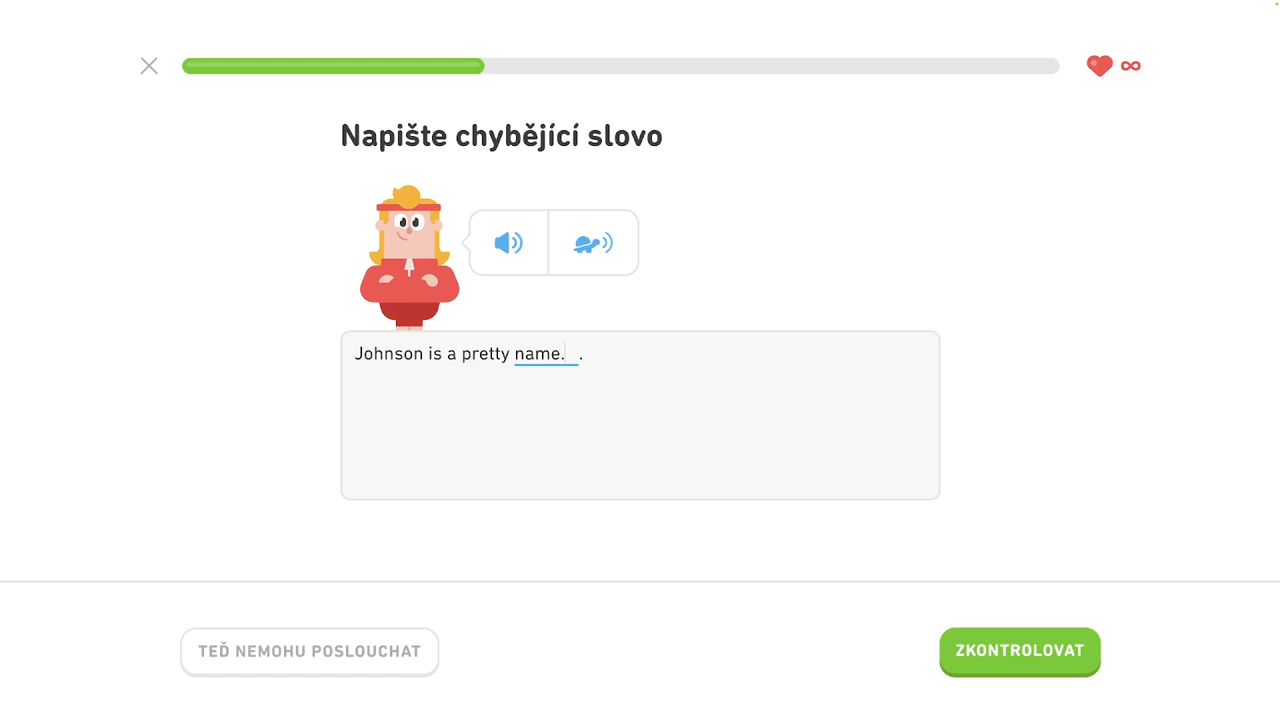 Napište chybějící slovo
Johnson is a pretty name. .
TEĎ NEMOHU POSLOUCHAT
ZKONTROLOVAT